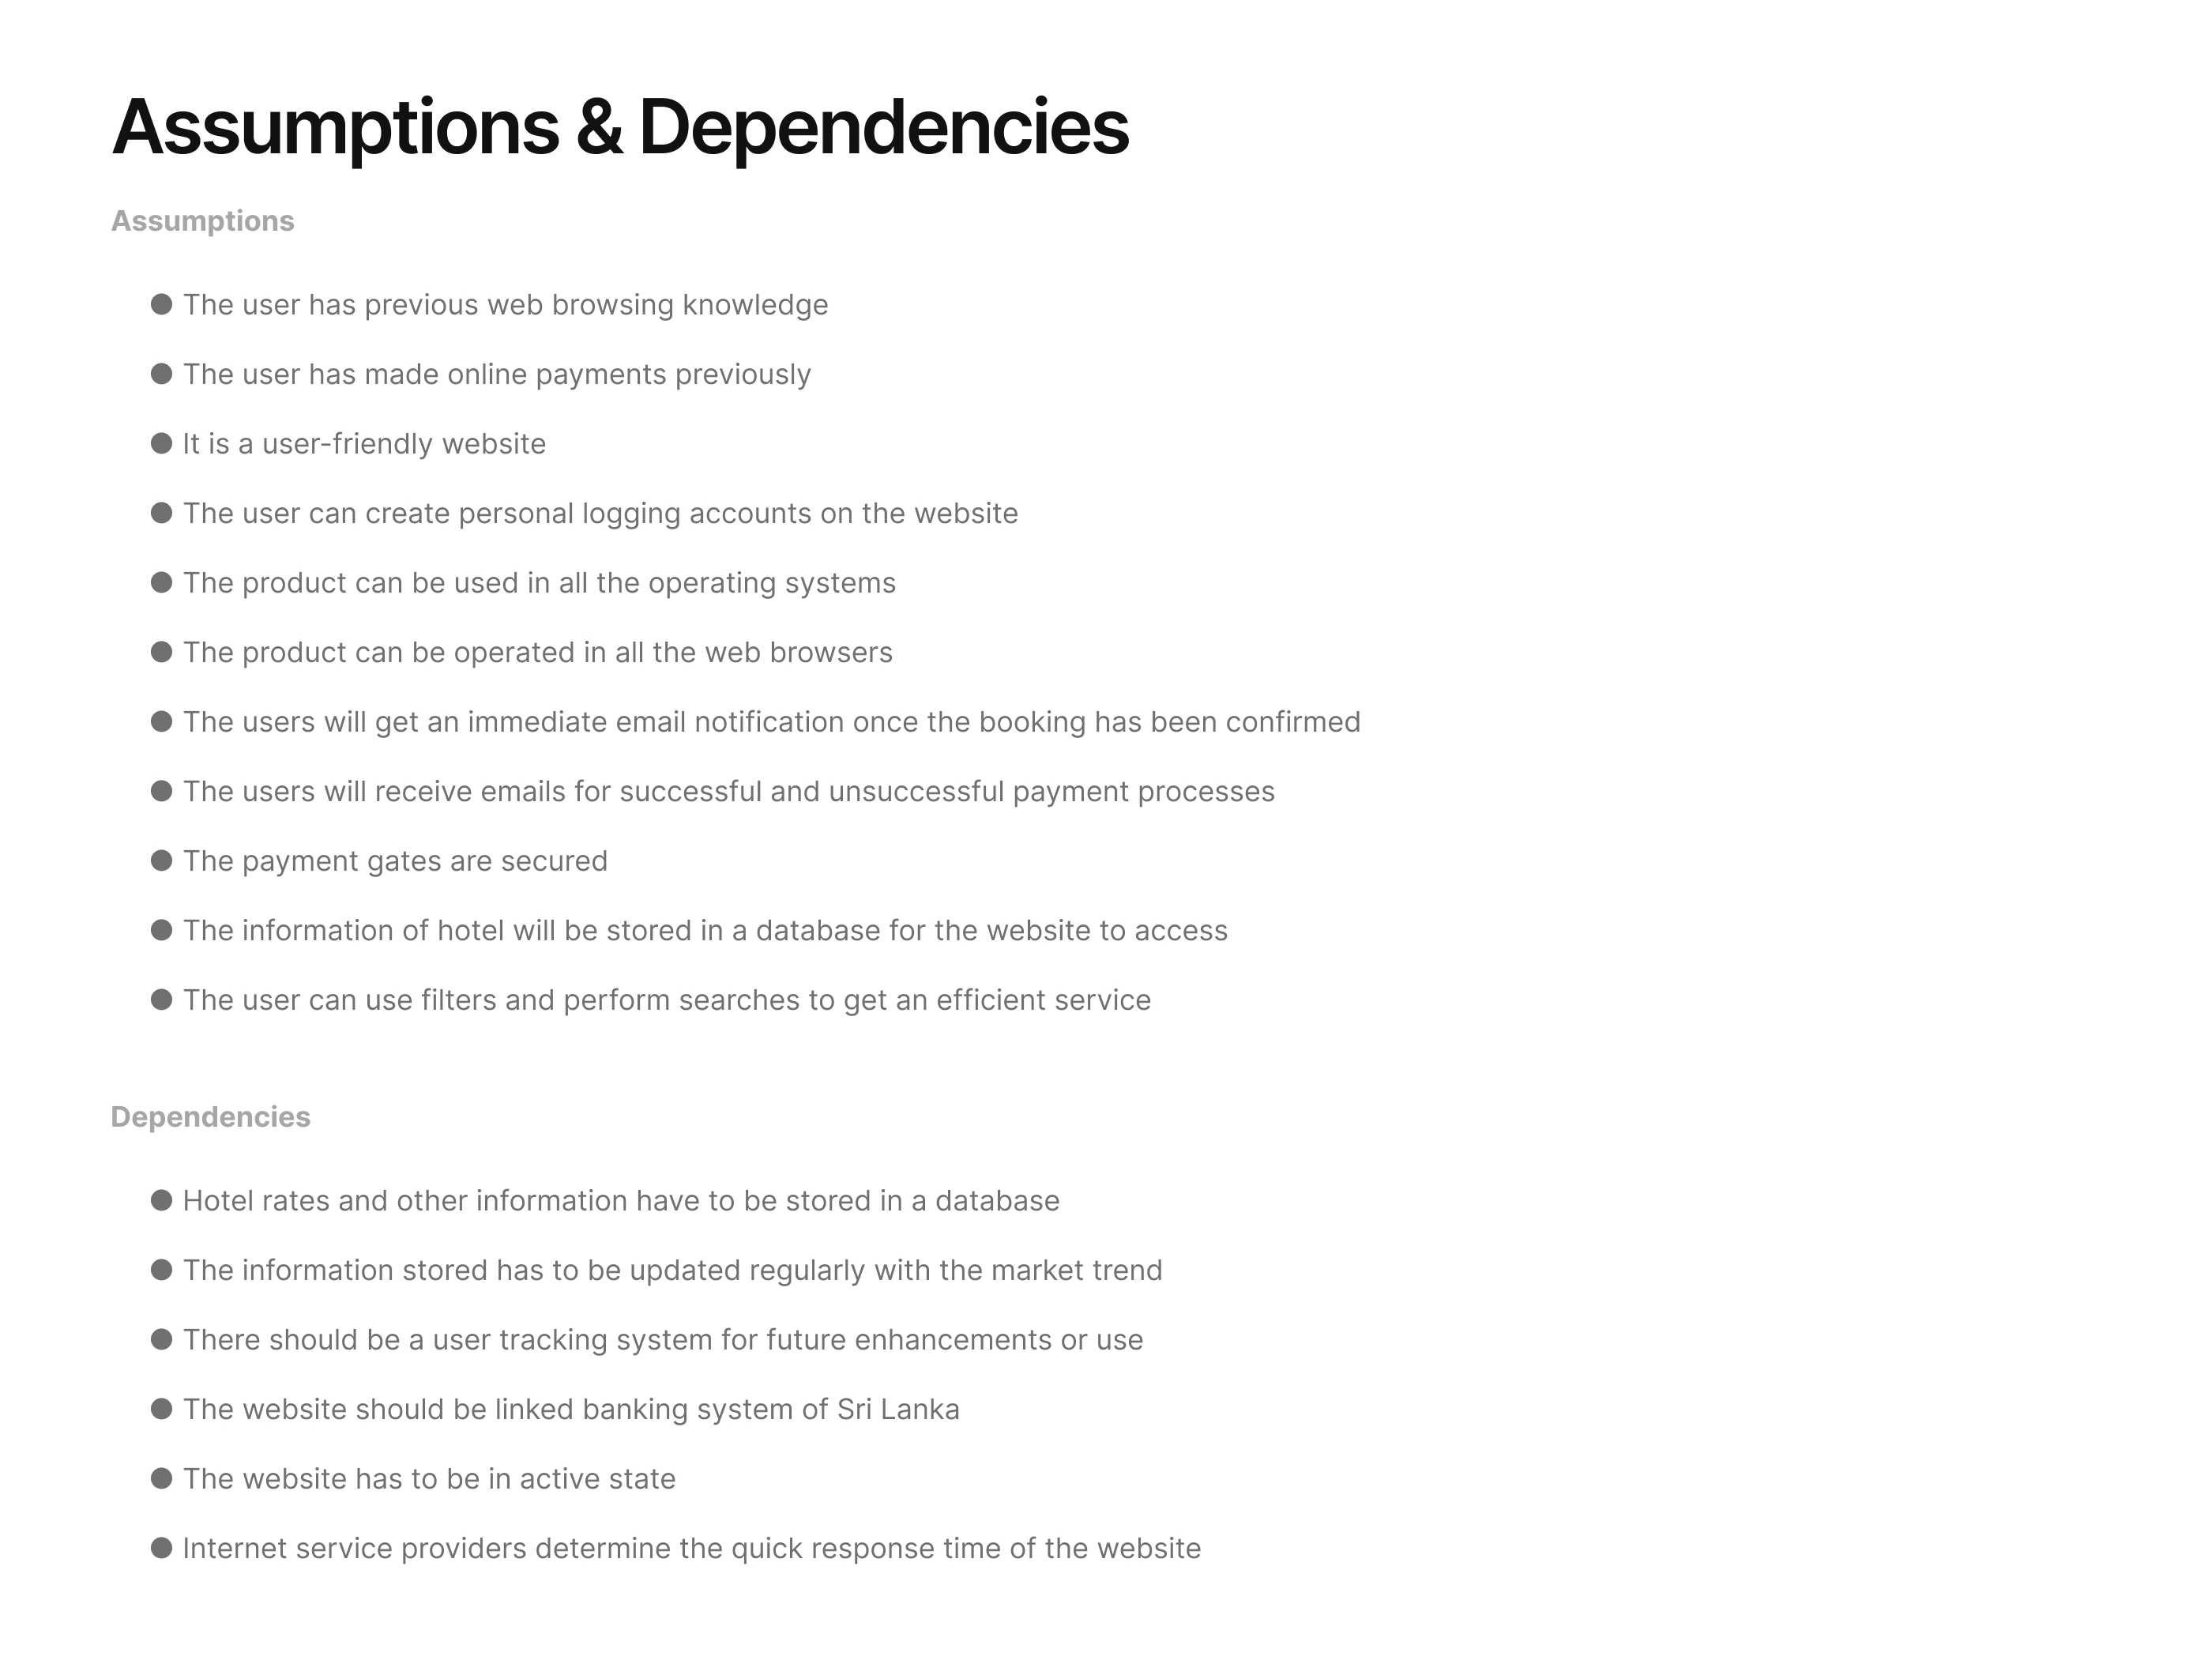 Assumptions & Dependencies
Assumptions
● The user has previous web browsing knowledge
● The user has made online payments previously
● It is a user-friendly website
● The user can create personal logging accounts on the website
● The product can be used in all the operating systems
● The product can be operated in all the web browsers
● The users will get an immediate email notification once the booking has been confirmed
● The users will receive emails for successful and unsuccessful payment processes
● The payment gates are secured
● The information of hotel will be stored in a database for the website to access
● The user can use filters and perform searches to get an efficient service
Dependencies
● Hotel rates and other information have to be stored in a database
● The information stored has to be updated regularly with the market trend
● There should be a user tracking system for future enhancements or use
● The website should be linked banking system of Sri Lanka
● The website has to be in active state
● Internet service providers determine the quick response time of the website